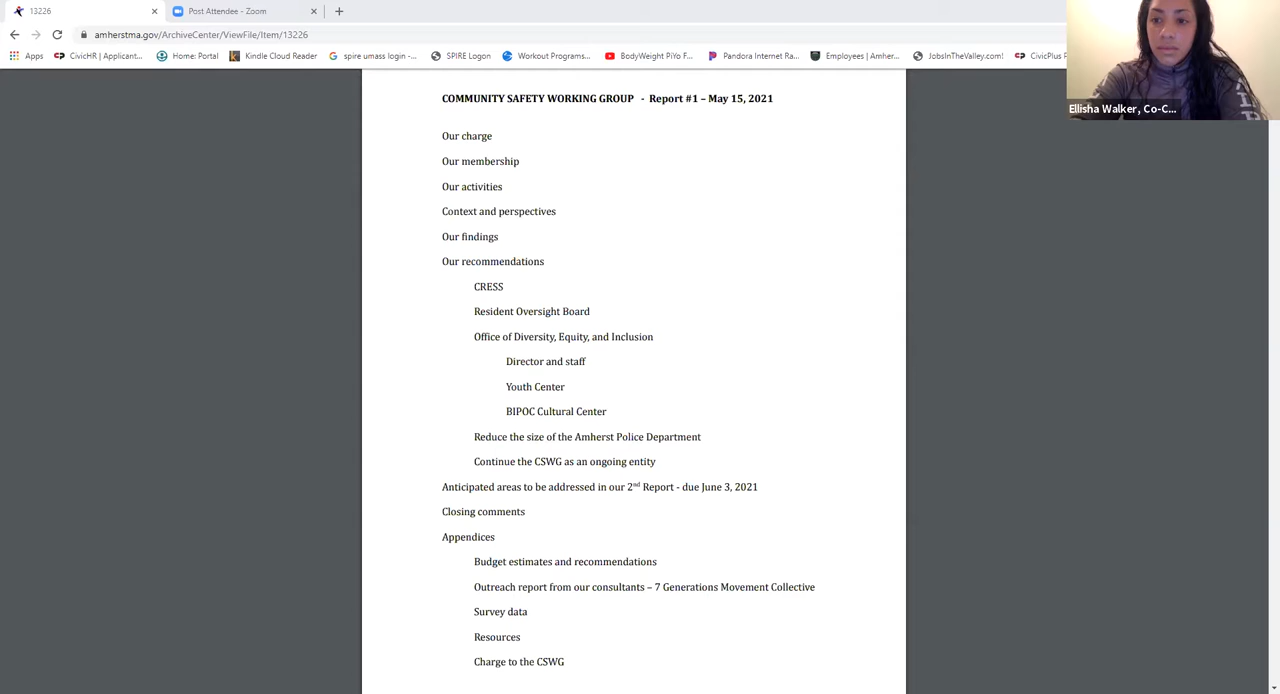 13226
Post Attendee - Zoom
amherstma.gov/ArchiveCenter/ViewFile/Item/13226
Apps
CivicHR | Applicant...
Home: Portal
Kindle Cloud Reader
spire umass login -...
SPIRE Logon
Workout Programs...
BodyWeight PiYo F...
Pandora Internet Ra...
Employees | Amher...
JobsInTheValley.com!
CivicPlus P
Ellisha Walker, Co-C...
COMMUNITY SAFETY WORKING GROUP - Report #1 – May 15, 2021
Our charge
Our membership
Our activities
Context and perspectives
Our findings
Our recommendations
CRESS
Resident Oversight Board
Office of Diversity, Equity, and Inclusion
Director and staff
Youth Center
BIPOC Cultural Center
Reduce the size of the Amherst Police Department
Continue the CSWG as an ongoing entity
Anticipated areas to be addressed in our 2nd Report - due June 3, 2021
Closing comments
Appendices
Budget estimates and recommendations
Outreach report from our consultants – 7 Generations Movement Collective
Survey data
Resources
Charge to the CSWG